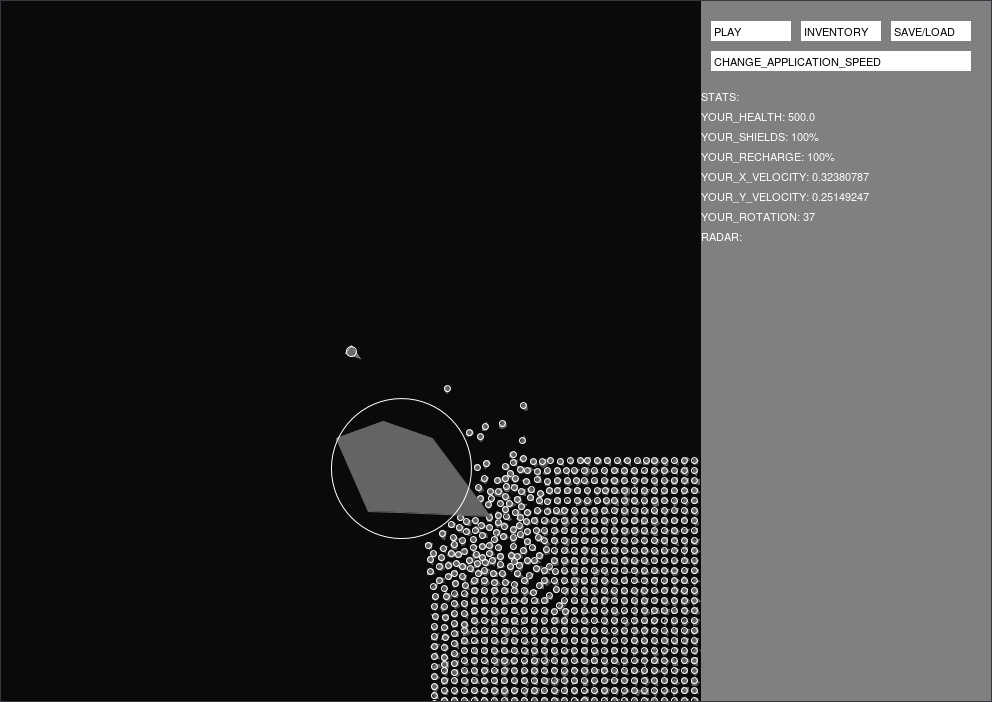 PLAY INVENTORY SAVE/LOAD
CHANGE_APPLICATION_SPEED
STATS:
YOUR_HEALTH: 500.0
YOUR_SHIELDS: 100%
YOUR_RECHARGE: 100%
YOUR_X_VELOCITY: 0.32380787
YOUR_Y_VELOCITY: 0.25149247
YOUR_ROTATION: 37
RADAR: